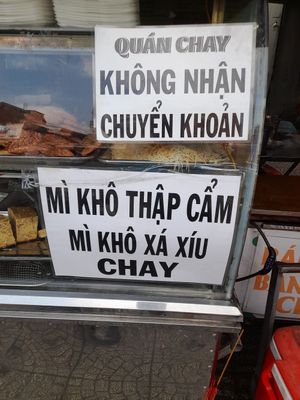 QUÁN CHAY
KHÔNG NHẬN
CHUYỂN KHOẢN
MÌ KHÔ THẬP CẨM
MÌ KHÔ XÁ XÍU
CHAY